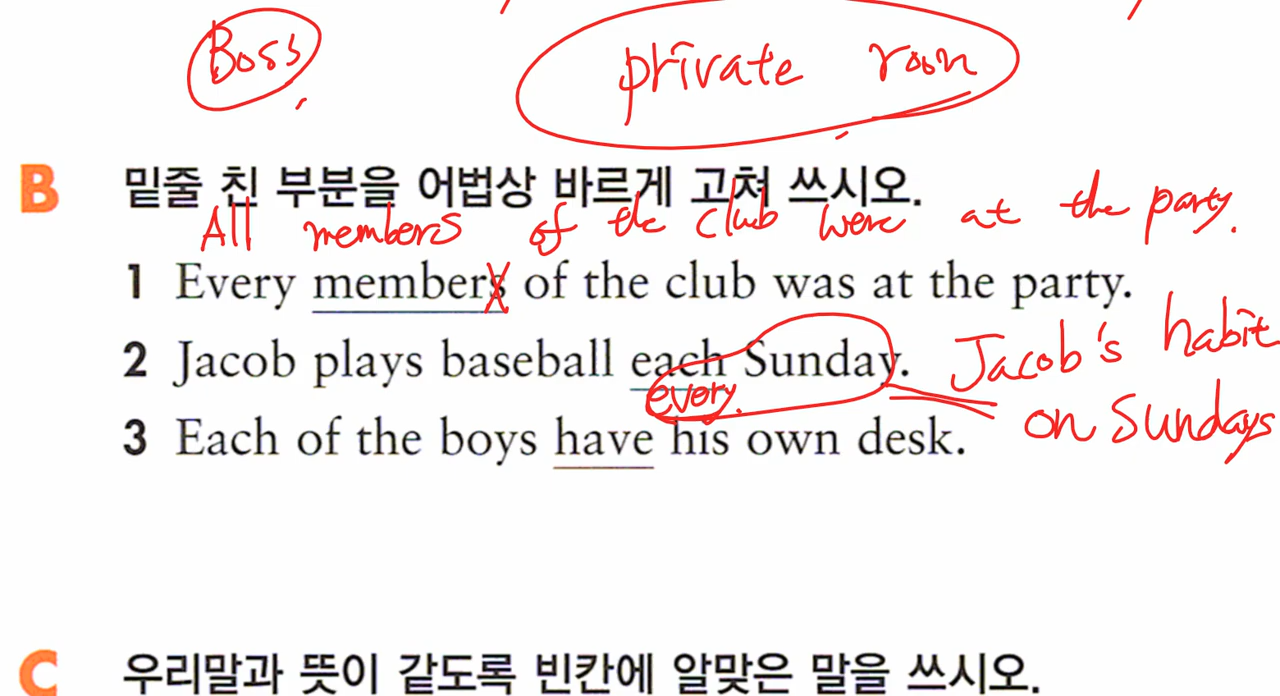 Boss
private room
B 밑줄 친 부분을 어법상 바르게 고쳐 쓰시오.
All members of the club were at the party.
1 Every members of the club was at the party.
2 Jacob plays baseball each Sunday. Jacob's habit
every.
on Sundays
3 Each of the boys have his own desk.
C 우리말과 뜻이 같도록 빈칸에 알맞은 말을 쓰시오.